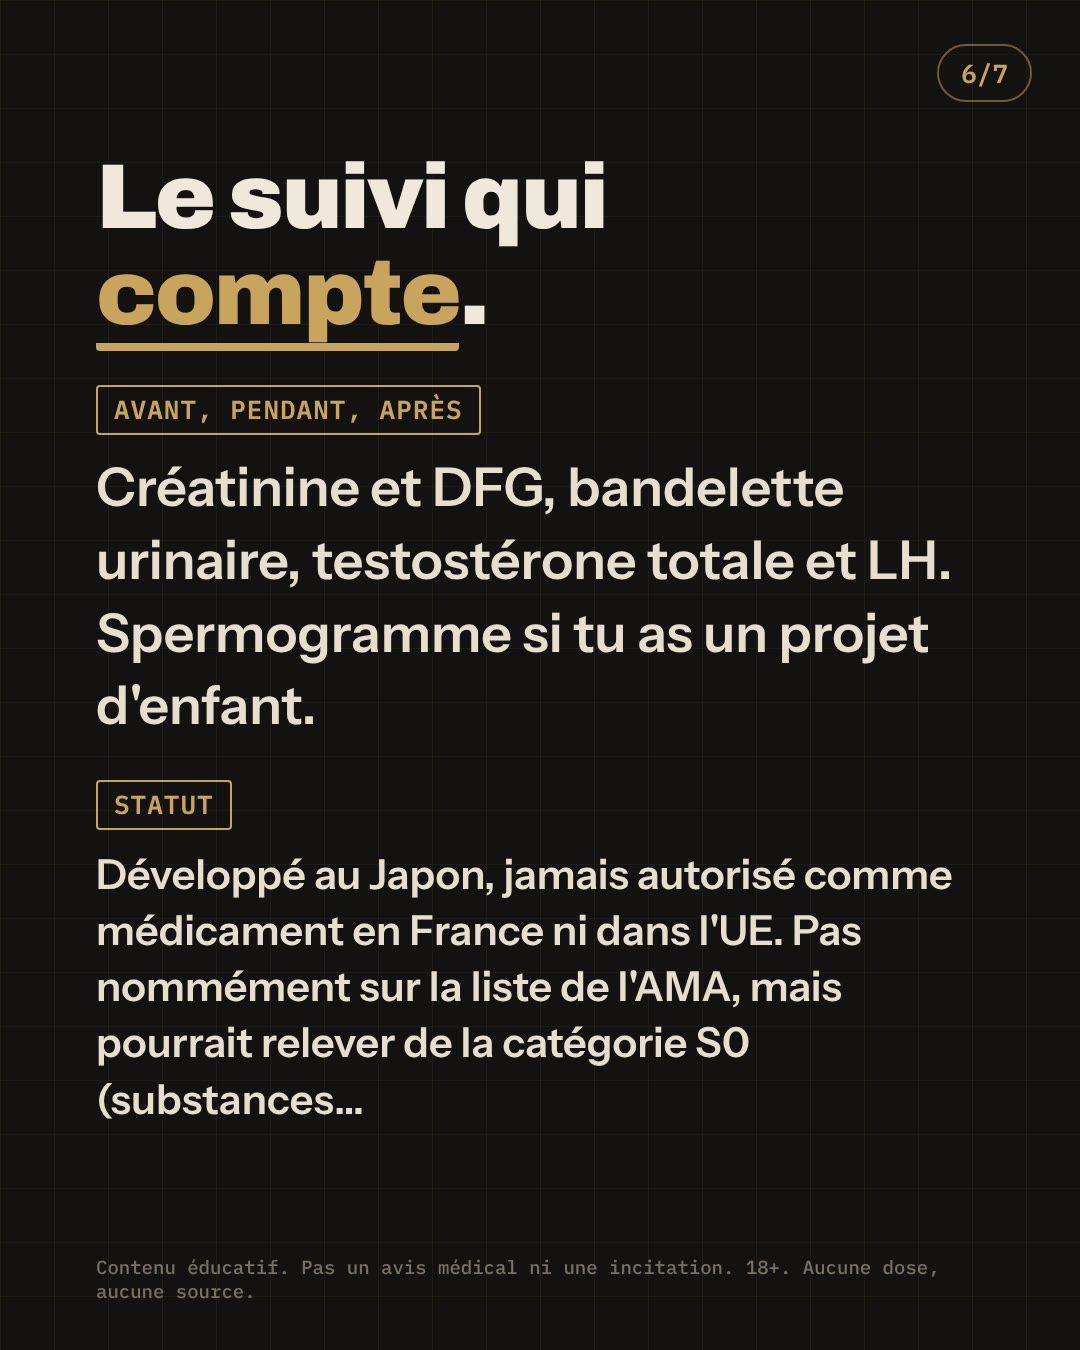 6/7
Le suivi qui
compte.
AVANT, PENDANT, APRÈS
Créatinine et DFG, bandelette
urinaire, testostérone totale et LH.
Spermogramme si tu as un projet
d'enfant.
STATUT
Développé au Japon, jamais autorisé comme
médicament en France ni dans l'UE. Pas
nommément sur la liste de l'AMA, mais
pourrait relever de la catégorie S0
(substances...
Contenu éducatif. Pas un avis médical ni une incitation. 18+. Aucune dose,
aucune source.